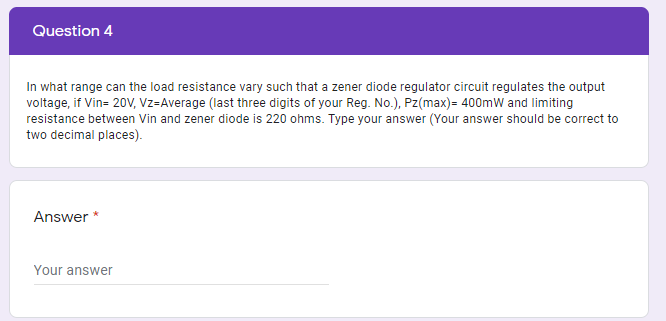 Question 4
In what range can the load resistance vary such that a zener diode regulator circuit regulates the output
voltage, if Vin= 20V, Vz=Average (last three digits of your Reg. No.), Pz(max)= 400mW and limiting
resistance between Vin and zener diode is 220 ohms. Type your answer (Your answer should be correct to
two decimal places).
Answer *
Your answer